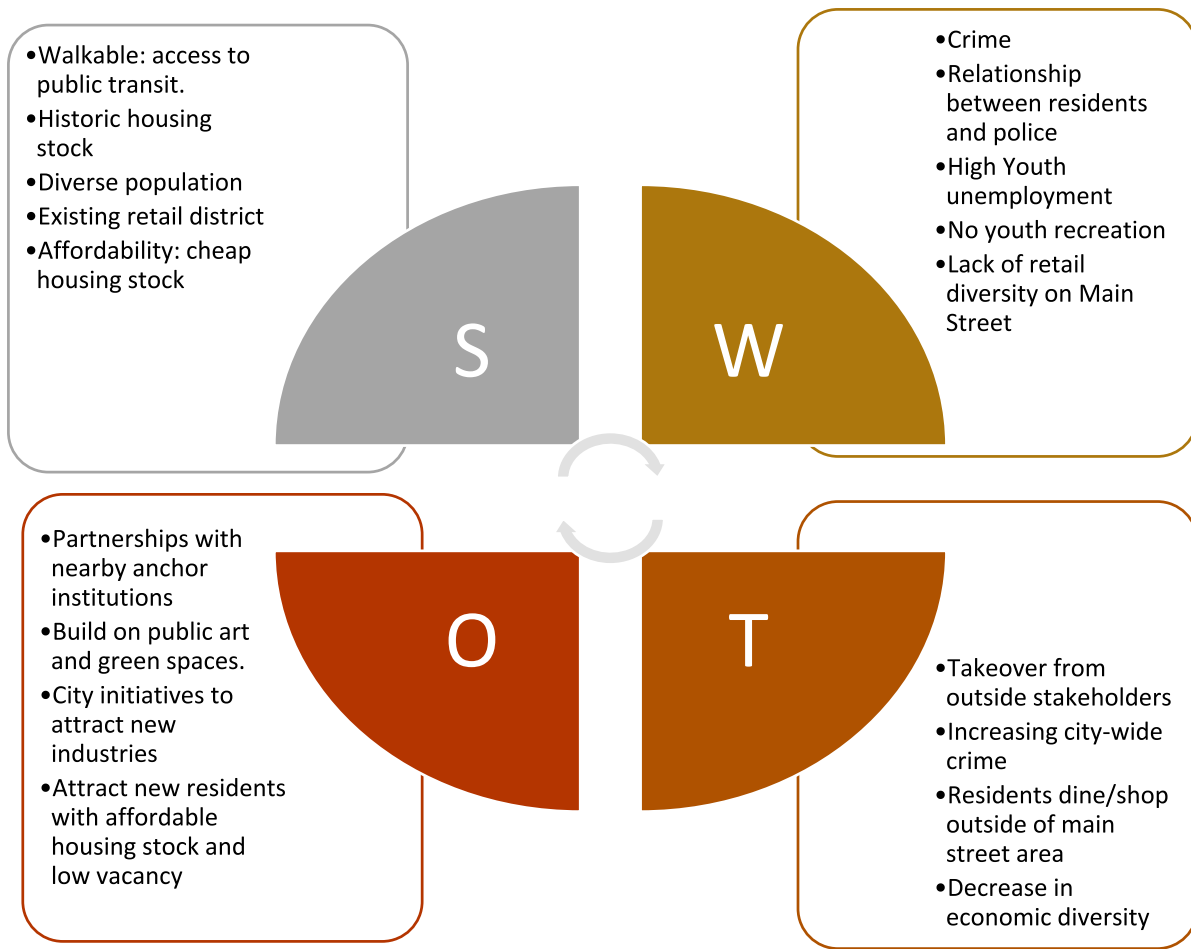 •Walkable: access to
public transit.
•Historic housing
stock
•Diverse population
•Existing retail district
•Affordability: cheap
housing stock
S
•Crime
•Relationship
between residents
and police
•High Youth
unemployment
•No youth recreation
•Lack of retail
diversity on Main
Street
W
•Partnerships with
nearby anchor
institutions
•Build on public art
and green spaces.
•City initiatives to
attract new
industries
•Attract new residents
with affordable
housing stock and
low vacancy
O
•Takeover from
outside stakeholders
•Increasing city-wide
crime
•Residents dine/shop
outside of main
street area
•Decrease in
economic diversity
T